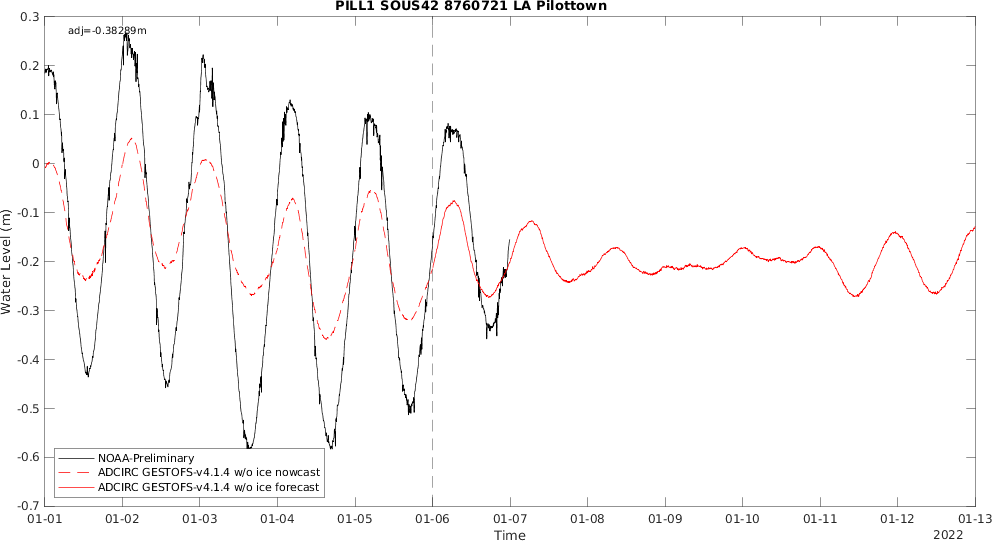 PILL1 SOUS42 8760721 LA Pilottown
adj=-0.38289m
Water Level (m)
0.3
0.2
0.1
0
-0.1
-0.2
-0.3
-0.4
-0.5
-0.6
-0.7
NOAA-Preliminary
ADCIRC GESTOFS-v4.1.4 w/o ice nowcast
ADCIRC GESTOFS-v4.1.4 w/o ice forecast
01-01 01-02 01-03 01-04 01-05 01-06 01-07 01-08 01-09 01-10 01-11 01-12 01-13
Time
2022